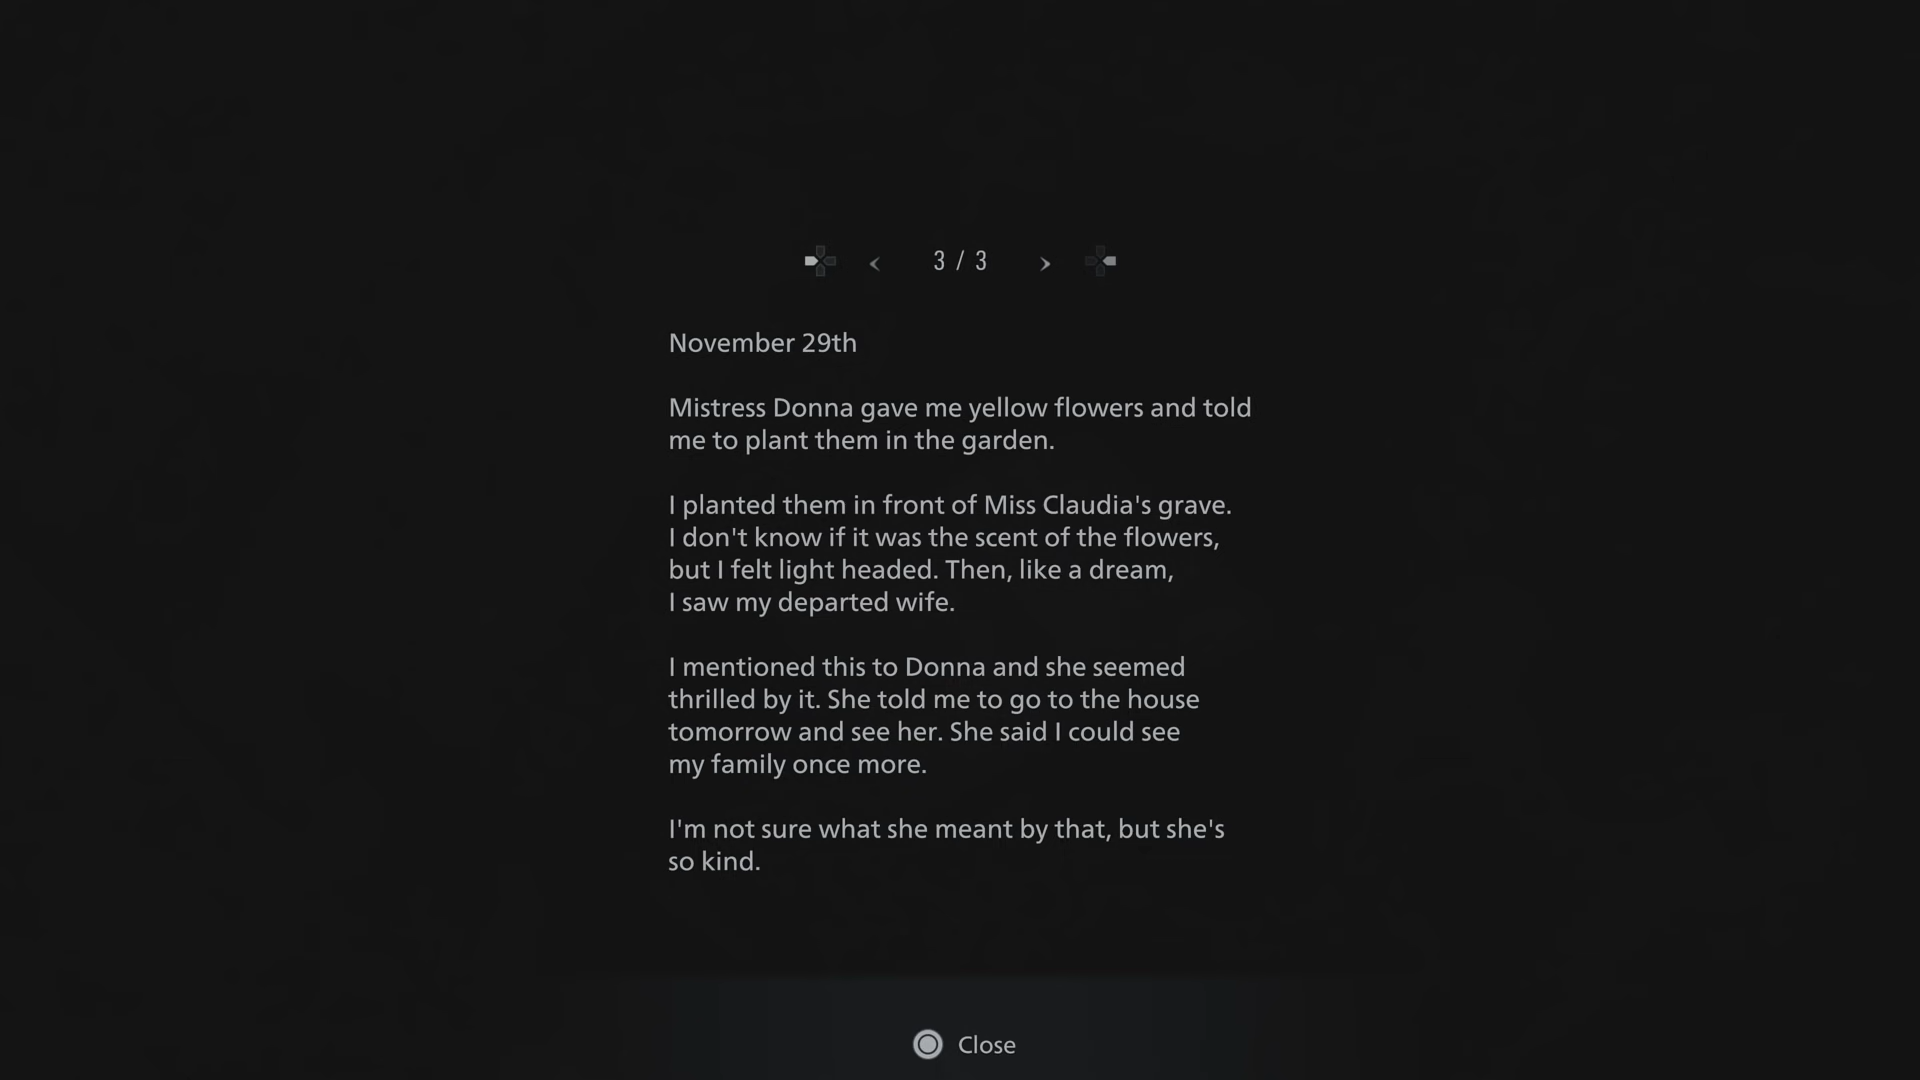 3 / 3
November 29th
Mistress Donna gave me yellow flowers and told
me to plant them in the garden.
I planted them in front of Miss Claudia's grave.
I don't know if it was the scent of the flowers,
but I felt light headed. Then, like a dream,
I saw my departed wife.
I mentioned this to Donna and she seemed
thrilled by it. She told me to go to the house
tomorrow and see her. She said I could see
my family once more.
I'm not sure what she meant by that, but she's
so kind.
Close